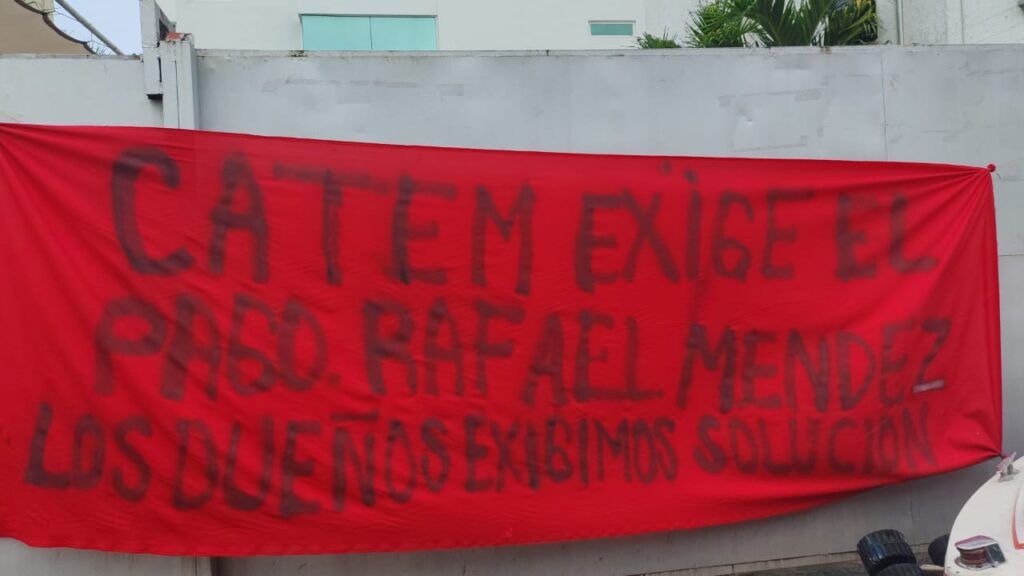 CATEM EXIGE EL
PAGO. RAFAEL MENDEZ
LOS DUEÑOS EXIGIMOS SOLUCION